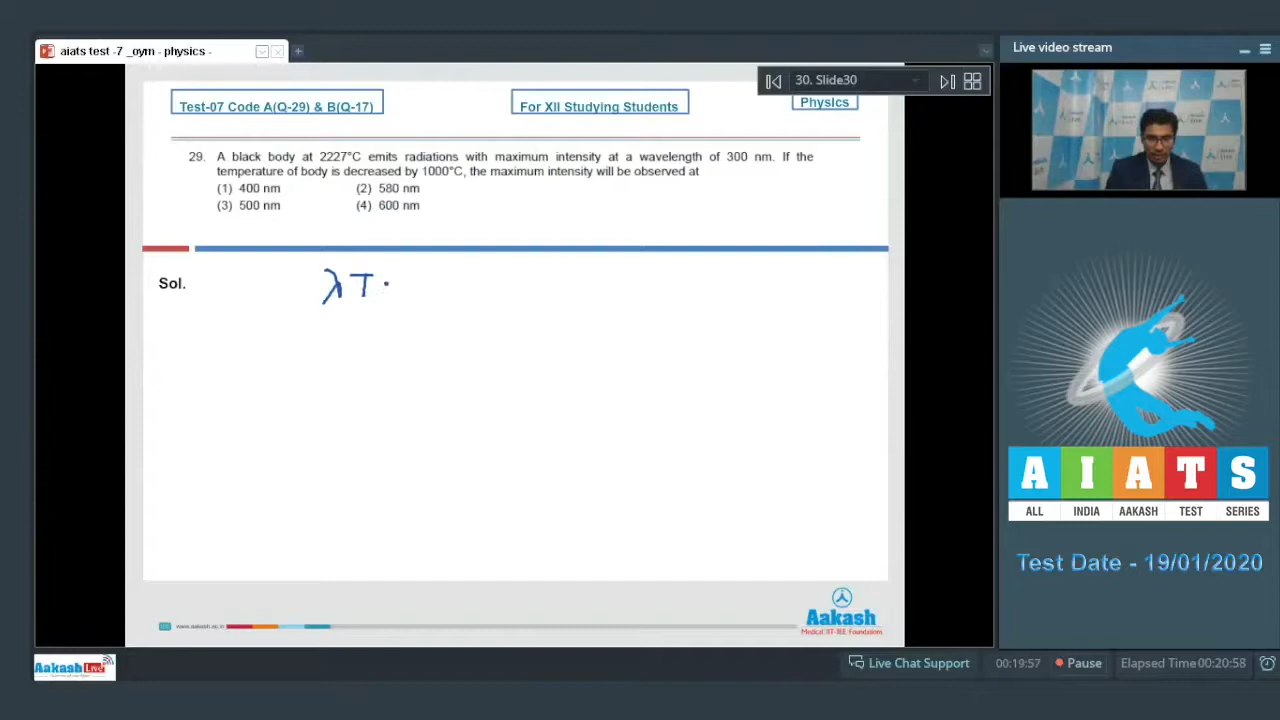 aiats test -7 _oym - physics -
Live video stream
30. Slide30
Test-07 Code A(Q-29) & B(Q-17)
For XII Studying Students
Physics
29. A black body at 2227°C emits radiations with maximum intensity at a wavelength of 300 nm. If the
temperature of body is decreased by 1000°C, the maximum intensity will be observed at
(1) 400 nm (2) 580 nm
(3) 500 nm (4) 600 nm
Sol. λT
A I A T S
ALL INDIA AAKASH TEST SERIES
Test Date - 19/01/2020
Aakash
Medical|IIT-JEE|Foundations
www.aakash.ac.in
Aakash Live
Live Chat Support
00:19:57
Pause
Elapsed Time 00:20:58